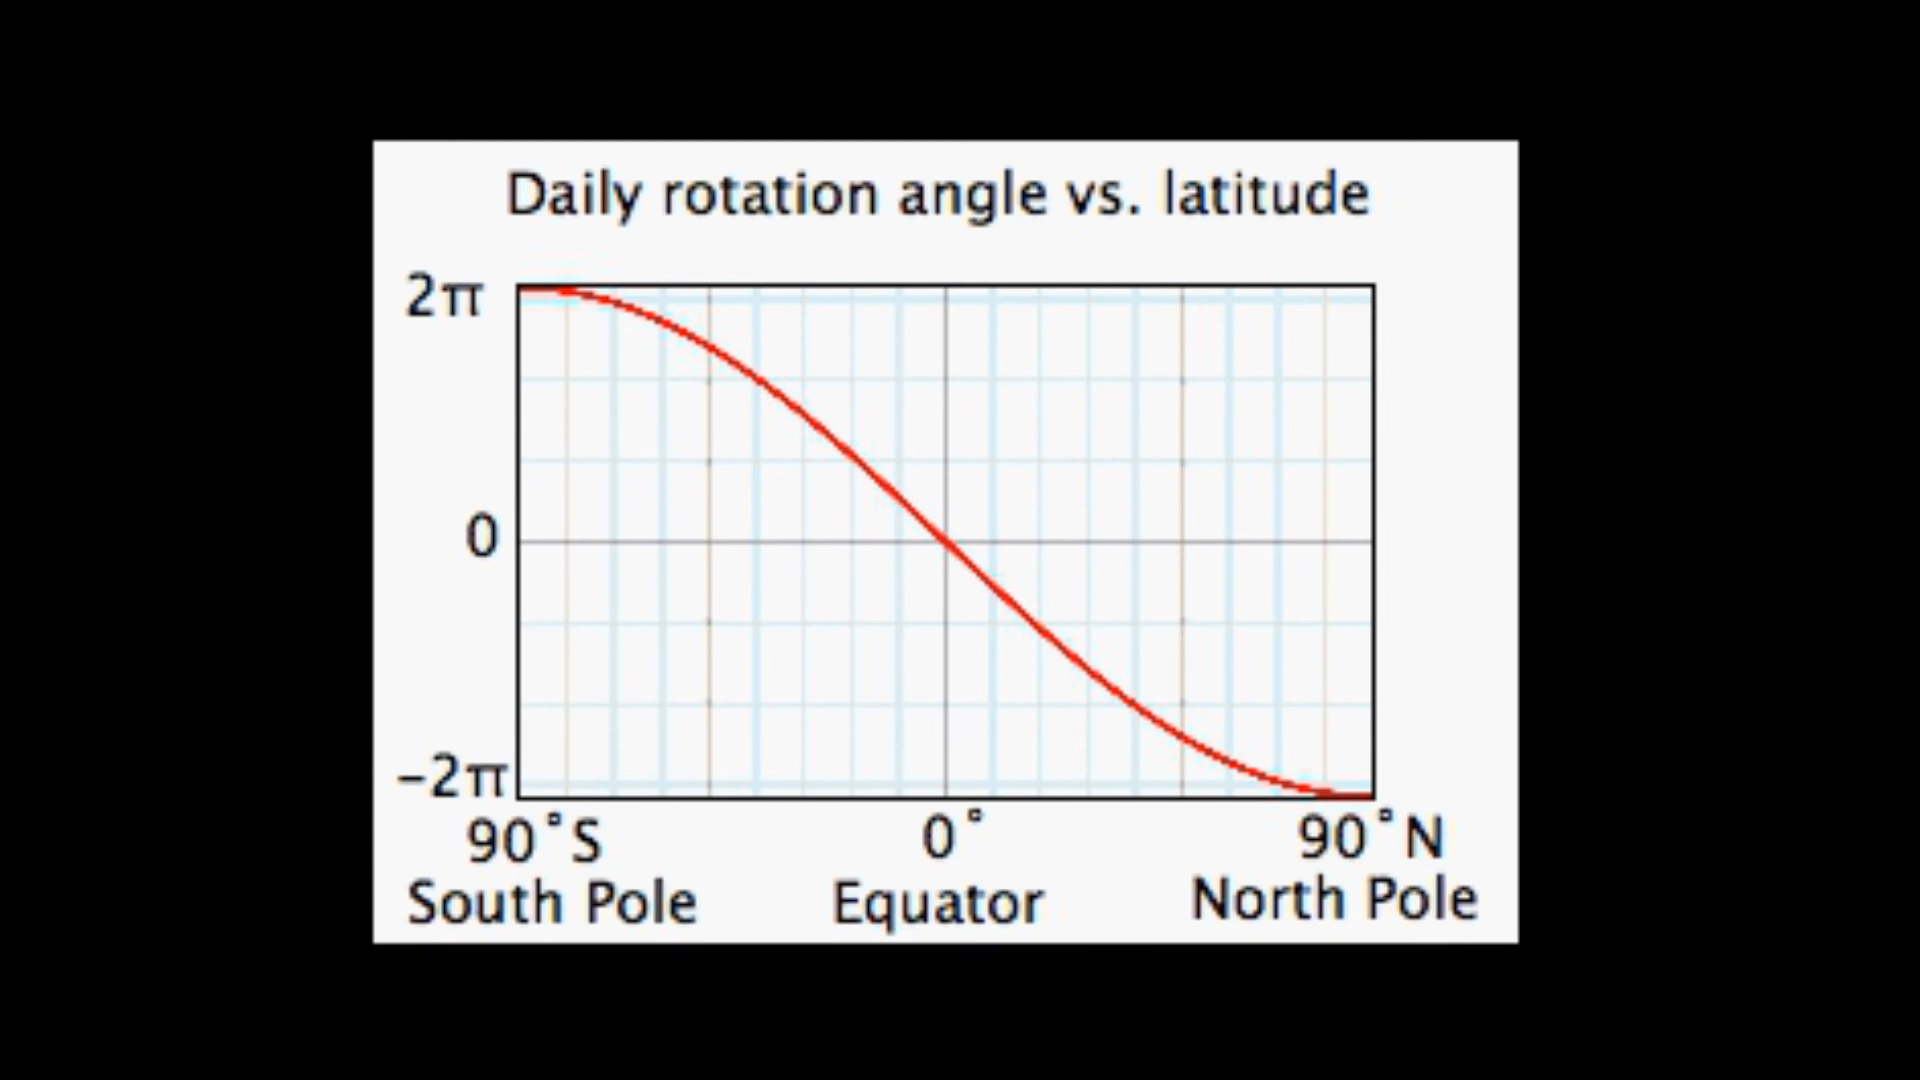 Daily rotation angle vs. latitude
2π
0
-2π
90°S 0° 90°N
South Pole Equator North Pole